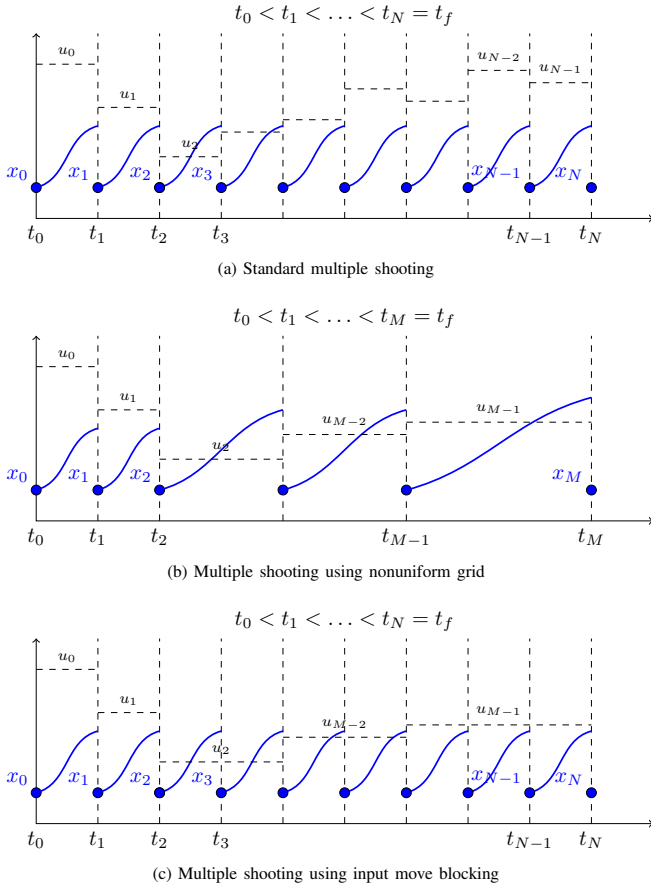 t_0 < t_1 < … < t_N = t_f
u_0
u_{N−2}
u_{N−1}
u_1
u_2
x_0 x_1 x_2 x_3 x_{N−1} x_N
t_0 t_1 t_2 t_3 t_{N−1} t_N
(a) Standard multiple shooting
t_0 < t_1 < … < t_M = t_f
u_0
u_1
u_{M−1}
u_{M−2}
u_2
x_0 x_1 x_2 x_M
t_0 t_1 t_2 t_{M−1} t_M
(b) Multiple shooting using nonuniform grid
t_0 < t_1 < … < t_N = t_f
u_0
u_1
u_{M−1}
u_{M−2}
u_2
x_0 x_1 x_2 x_3 x_{N−1} x_N
t_0 t_1 t_2 t_3 t_{N−1} t_N
(c) Multiple shooting using input move blocking